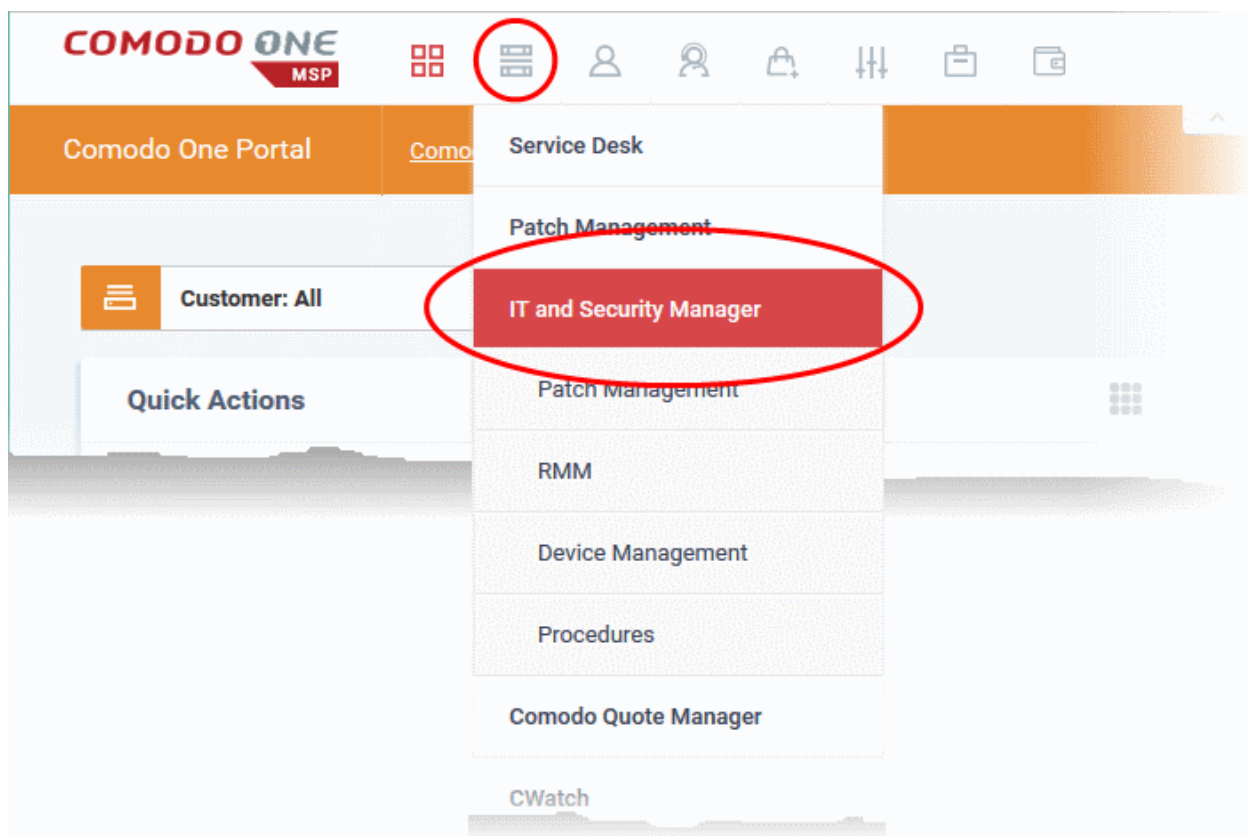 COMODO ONE
MSP
Comodo One Portal
Como
Service Desk
Patch Management
IT and Security Manager
Customer: All
Patch Management
Quick Actions
RMM
Device Management
Procedures
Comodo Quote Manager
CWatch